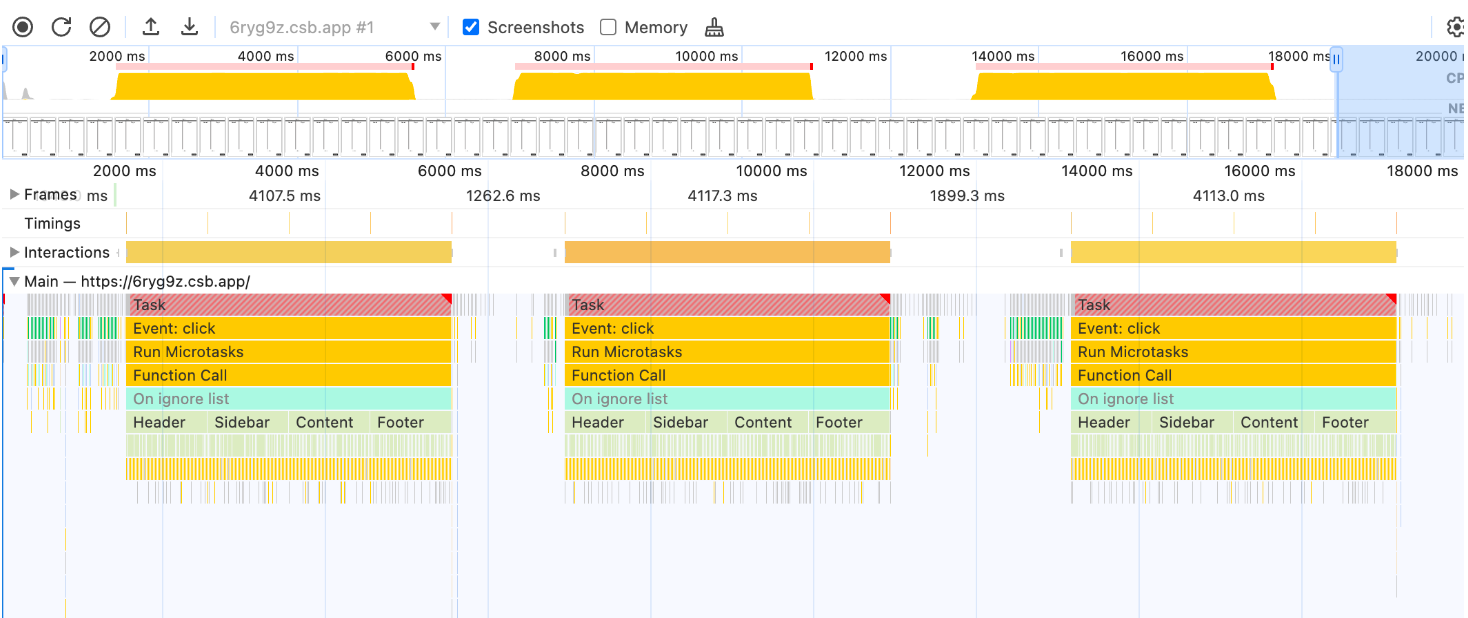 6ryg9z.csb.app #1 Screenshots Memory
2000 ms 4000 ms 6000 ms 8000 ms 10000 ms 12000 ms 14000 ms 16000 ms 18000 ms 20000
CP
NE
2000 ms 4000 ms 6000 ms 8000 ms 10000 ms 12000 ms 14000 ms 16000 ms 18000 ms
Frames ms 4107.5 ms 1262.6 ms 4117.3 ms 1899.3 ms 4113.0 ms
Timings
Interactions
Main — https://6ryg9z.csb.app/
Task Task Task
Event: click Event: click Event: click
Run Microtasks Run Microtasks Run Microtasks
Function Call Function Call Function Call
On ignore list On ignore list On ignore list
Header Sidebar Content Footer Header Sidebar Content Footer Header Sidebar Content Footer